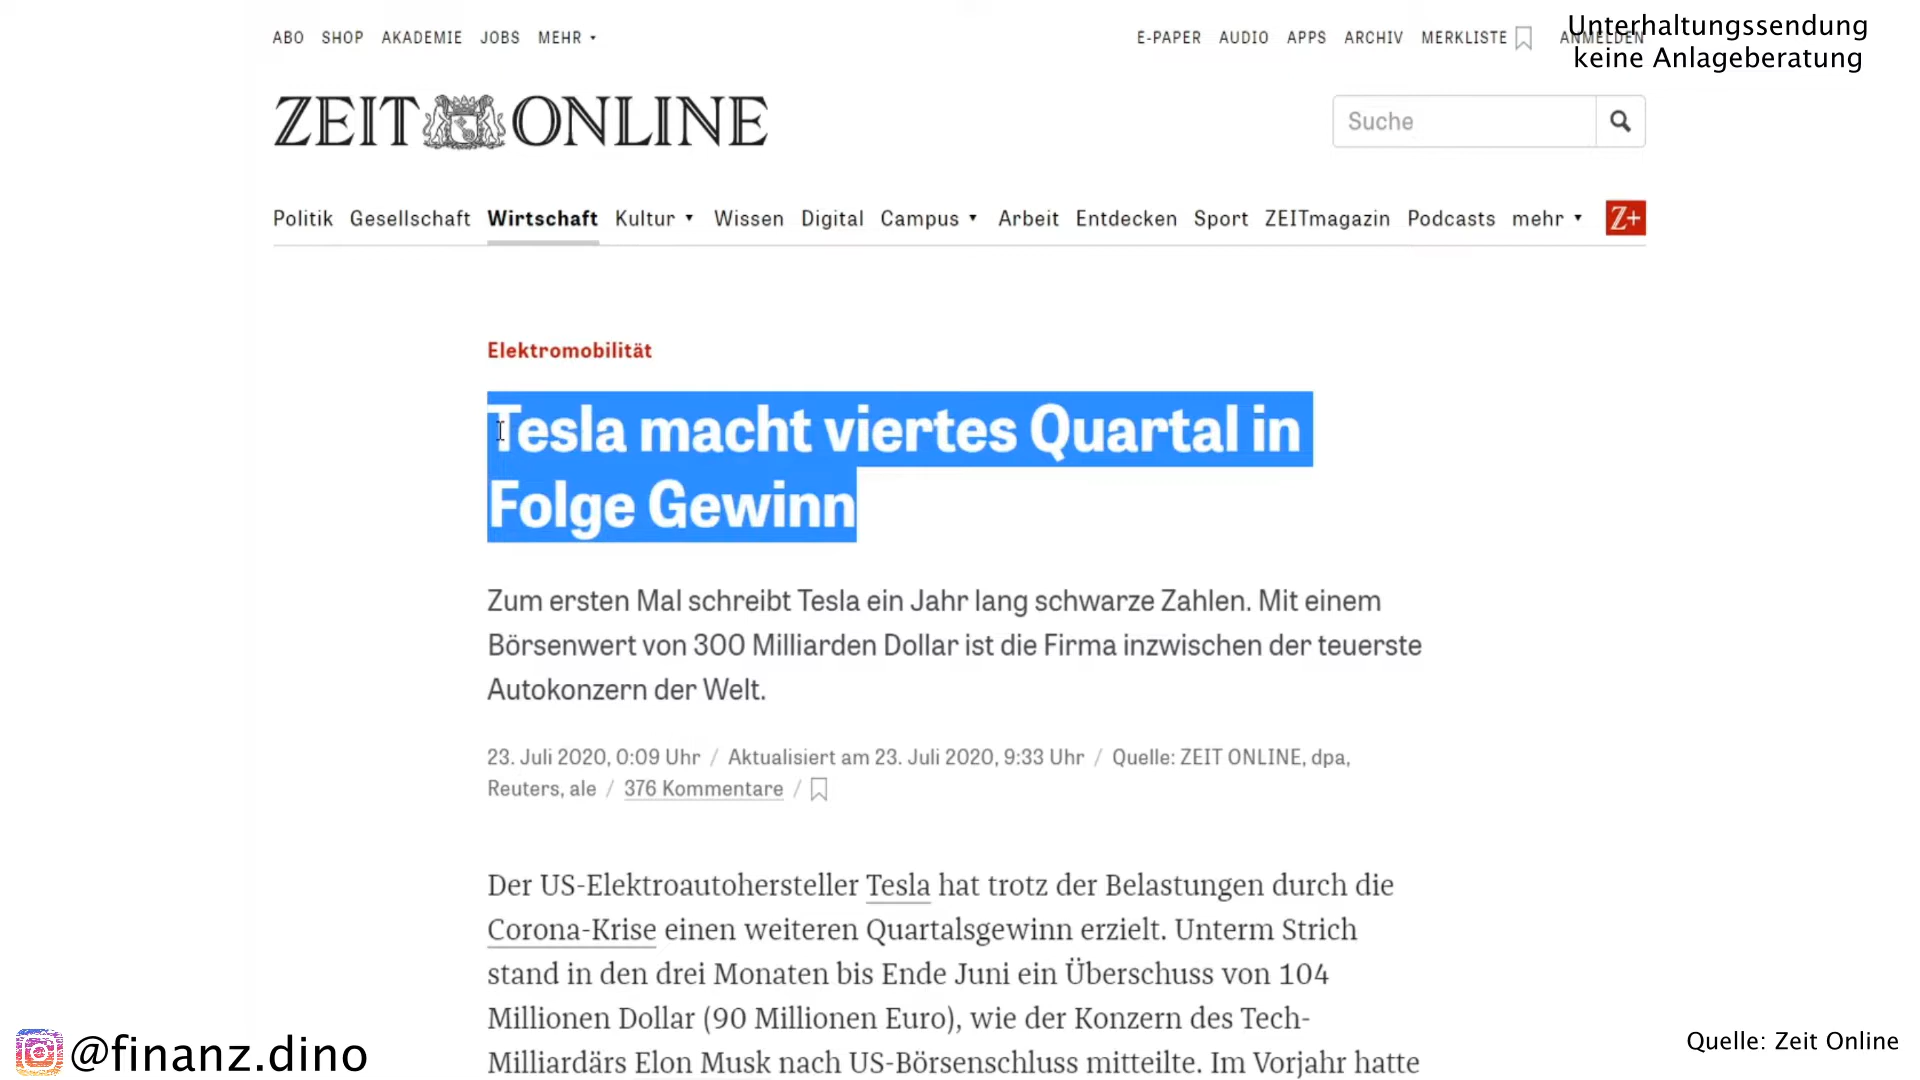 ABO SHOP AKADEMIE JOBS MEHR
E-PAPER AUDIO APPS ARCHIV MERKLISTE ANMELDEN
Unterhaltungssendung
keine Anlageberatung
ZEIT ONLINE
Suche
Politik Gesellschaft Wirtschaft Kultur Wissen Digital Campus Arbeit Entdecken Sport ZEITmagazin Podcasts mehr Z+
Elektromobilität
Tesla macht viertes Quartal in
Folge Gewinn
Zum ersten Mal schreibt Tesla ein Jahr lang schwarze Zahlen. Mit einem
Börsenwert von 300 Milliarden Dollar ist die Firma inzwischen der teuerste
Autokonzern der Welt.
23. Juli 2020, 0:09 Uhr / Aktualisiert am 23. Juli 2020, 9:33 Uhr / Quelle: ZEIT ONLINE, dpa,
Reuters, ale / 376 Kommentare /
Der US-Elektroautohersteller Tesla hat trotz der Belastungen durch die
Corona-Krise einen weiteren Quartalsgewinn erzielt. Unterm Strich
stand in den drei Monaten bis Ende Juni ein Überschuss von 104
Millionen Dollar (90 Millionen Euro), wie der Konzern des Tech-
Milliardärs Elon Musk nach US-Börsenschluss mitteilte. Im Vorjahr hatte
@finanz.dino
Quelle: Zeit Online